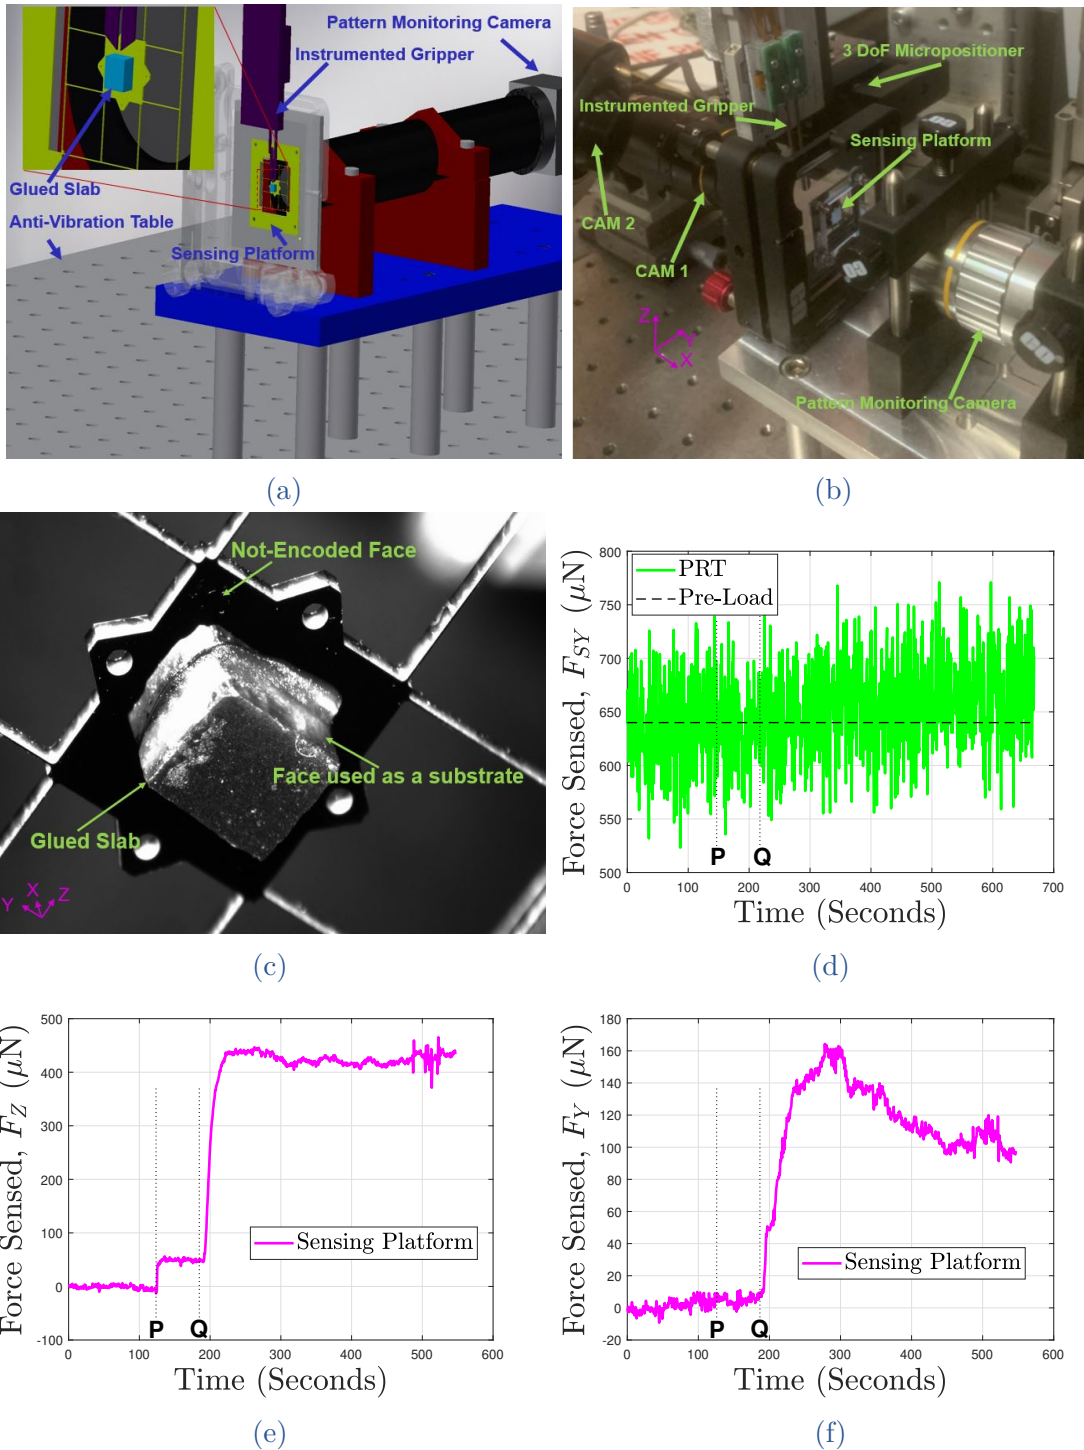 Pattern Monitoring Camera
Instrumented Gripper
Glued Slab
Anti-Vibration Table
Sensing Platform
(a)
3 DoF Micropositioner
Instrumented Gripper
Sensing Platform
CAM 2
CAM 1
Z
Y
X
Pattern Monitoring Camera
(b)
Not-Encoded Face
Face used as a substrate
Glued Slab
X
Y
Z
(c)
Force Sensed, F_SY (μN)
800
750
700
650
600
550
500
PRT
Pre-Load
P
Q
0 100 200 300 400 500 600 700
Time (Seconds)
(d)
Force Sensed, F_Z (μN)
500
400
300
200
100
0
-100
Sensing Platform
P
Q
0 100 200 300 400 500 600
Time (Seconds)
(e)
Force Sensed, F_Y (μN)
180
160
140
120
100
80
60
40
20
0
-20
Sensing Platform
P
Q
0 100 200 300 400 500 600
Time (Seconds)
(f)